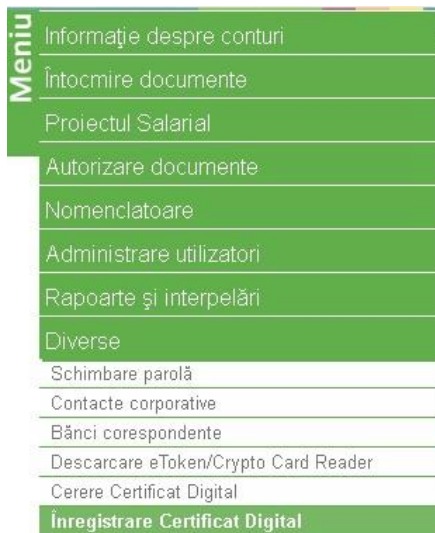 Meniu
Informaţie despre conturi
Întocmire documente
Proiectul Salarial
Autorizare documente
Nomenclatoare
Administrare utilizatori
Rapoarte şi interpelări
Diverse
Schimbare parolă
Contacte corporative
Bănci corespondente
Descarcare eToken/Crypto Card Reader
Cerere Certificat Digital
Înregistrare Certificat Digital